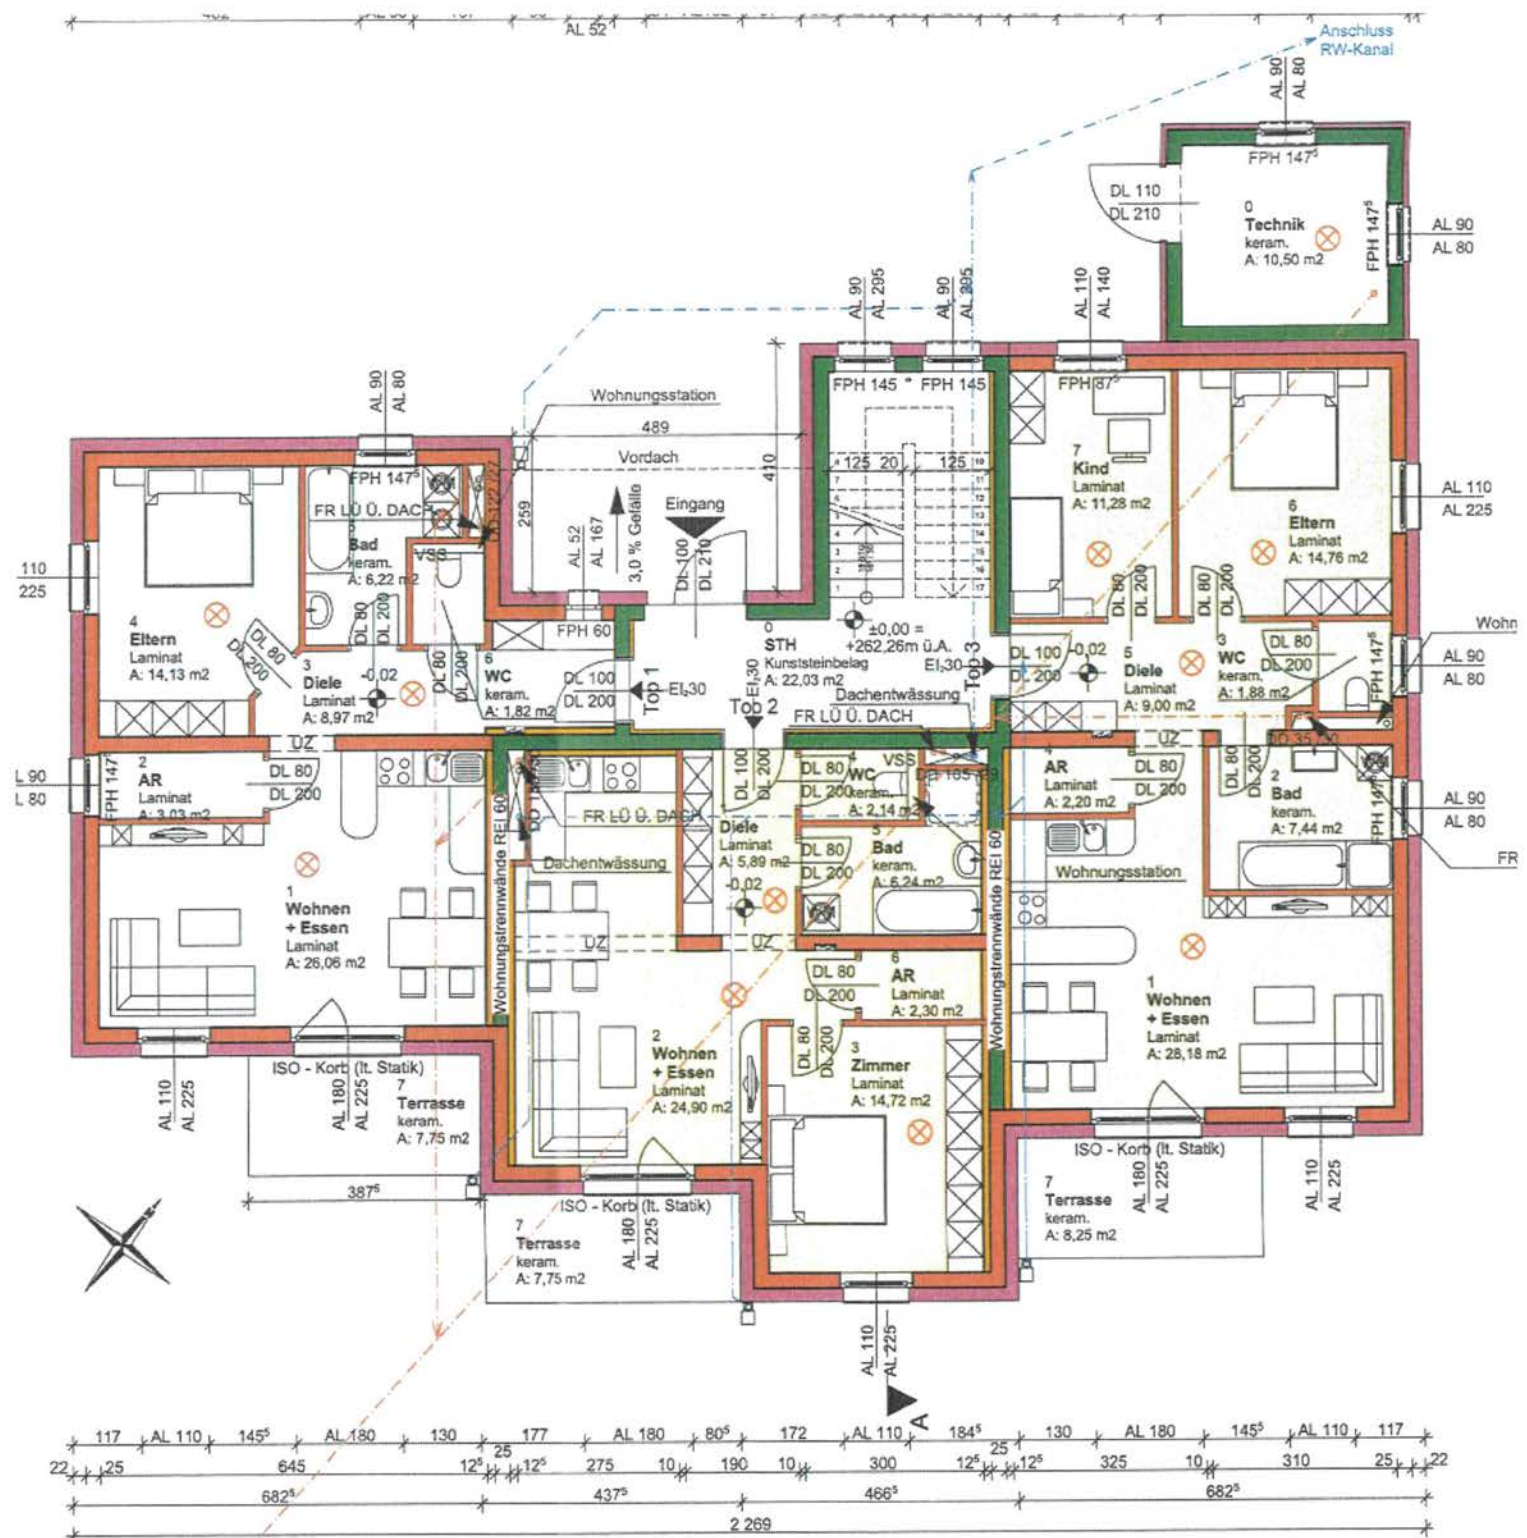 AL 52
Anschluss
RW-Kanal
AL 90
AL 80
FPH 147⁵
DL 110
DL 210
0
Technik
keram.
A: 10,50 m2
FPH 147⁵
AL 90
AL 80
AL 90
AL 295
AL 90
AL 295
AL 110
AL 140
FPH 145
FPH 145
FPH 87⁵
AL 90
AL 80
Wohnungsstation
489
Vordach
410
259
3,0 % Gefälle
Eingang
AL 52
AL 167
DL 100
DL 210
125 20
125
7
Kind
Laminat
A: 11,28 m2
6
Eltern
Laminat
A: 14,76 m2
AL 110
AL 225
FPH 147⁵
FR LÜ Ü. DACH
Bad
keram.
A: 6,22 m2
VSS
110
225
4
Eltern
Laminat
A: 14,13 m2
DL 80
DL 200
DL 80
DL 200
3
Diele
Laminat
A: 8,97 m2
-0,02
DL 80
DL 200
6
WC
keram.
A: 1,82 m2
FPH 60
DL 100
DL 200
EI₂30
Top 1
0
STH
Kunststeinbelag
A: 22,03 m2
±0,00 =
+262,26m ü.A.
EI₂30
EI₂30
Top 2
Top 3
Dachentwässung
FR LÜ Ü. DACH
DL 100
DL 200
-0,02
DL 80
DL 200
5
Diele
Laminat
A: 9,00 m2
DL 80
DL 200
3
WC
keram.
A: 1,88 m2
DL 80
DL 200
FPH 147⁵
Wohn
AL 90
AL 80
UZ
UZ
L 90
L 80
FPH 147⁵
2
AR
Laminat
A: 3,03 m2
DL 80
DL 200
Wohnungstrennwände REI 60
FR LÜ Ü. DACH
Dachentwässung
DL 100
DL 200
Diele
Laminat
A: 5,89 m2
-0,02
DL 80
DL 200
4
WC
keram.
A: 2,14 m2
VSS
DL 80
DL 200
5
Bad
keram.
A: 6,24 m2
WM
4
AR
Laminat
A: 2,20 m2
DL 80
DL 200
DL 80
DL 200
2
Bad
keram.
A: 7,44 m2
FPH 147⁵
AL 90
AL 80
FR
Wohnungsstation
Wohnungstrennwände REI 60
1
Wohnen
+ Essen
Laminat
A: 26,06 m2
UZ
UZ
DL 80
DL 200
6
AR
Laminat
A: 2,30 m2
1
Wohnen
+ Essen
Laminat
A: 28,18 m2
2
Wohnen
+ Essen
Laminat
A: 24,90 m2
DL 80
DL 200
3
Zimmer
Laminat
A: 14,72 m2
AL 110
AL 225
ISO - Korb (lt. Statik)
AL 180
AL 225
7
Terrasse
keram.
A: 7,75 m2
387⁵
ISO - Korb (lt. Statik)
AL 180
AL 225
7
Terrasse
keram.
A: 7,75 m2
ISO - Korb (lt. Statik)
AL 180
AL 225
7
Terrasse
keram.
A: 8,25 m2
AL 110
AL 225
AL 110
AL 225
A
117 AL 110 145⁵ AL 180 130 177 AL 180 80⁵ 172 AL 110 184⁵ 130 AL 180 145⁵ AL 110 117
25 25
22 25 645 12⁵ 12⁵ 275 10 190 10 300 12⁵ 12⁵ 325 10 310 25 22
682⁵ 437⁵ 466⁵ 682⁵
2 269